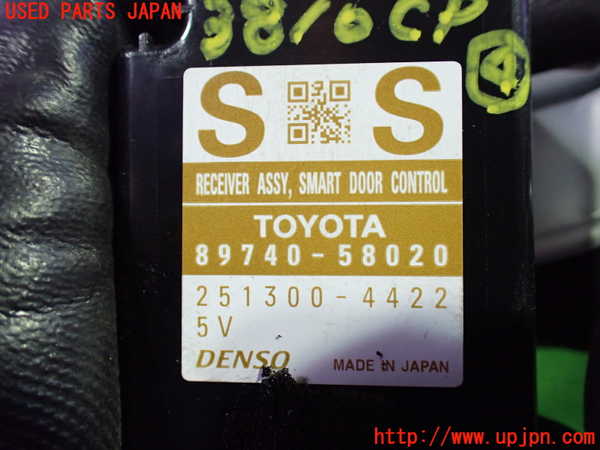 USED PARTS JAPAN
3816CP
4
S S
RECEIVER ASSY, SMART DOOR CONTROL
TOYOTA
89740-58020
251300-4422
5V
DENSO MADE IN JAPAN
http://www.upjpn.com/